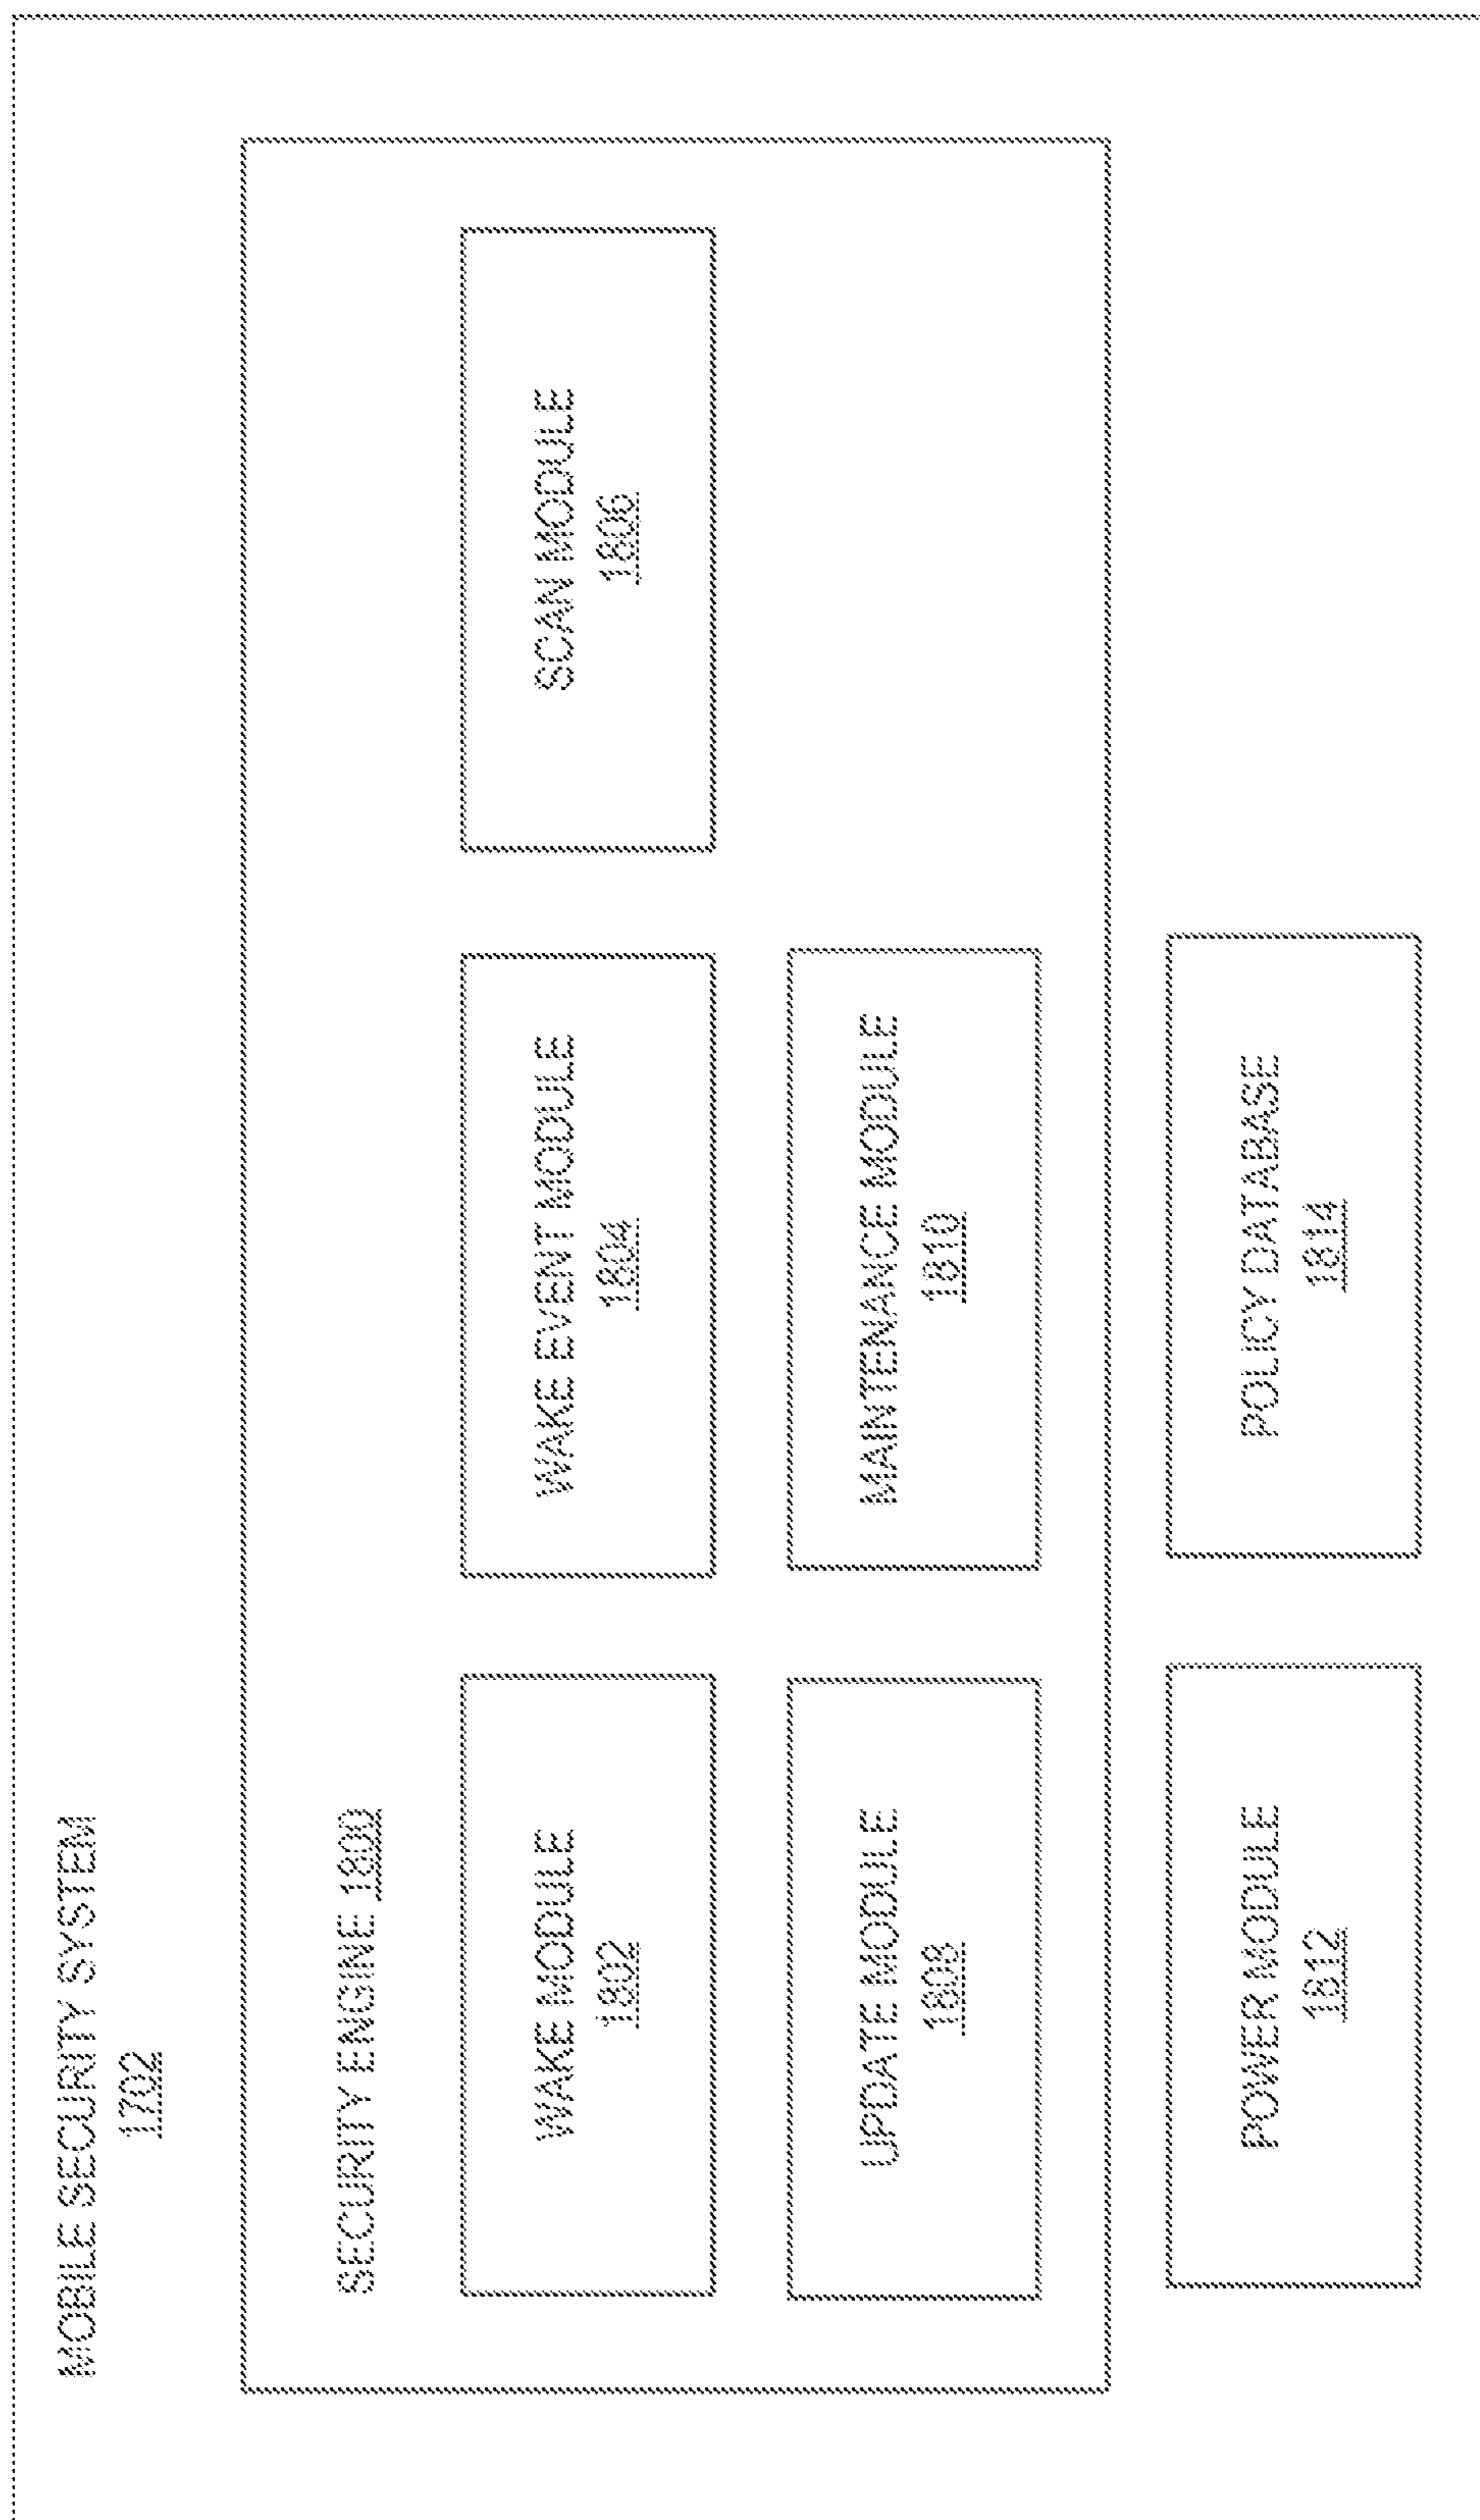 MOBILE SECURITY SYSTEM
1702
SECURITY ENGINE 1800
WAKE MODULE
1802
WAKE EVENT MODULE
1804
SCAN MODULE
1806
UPDATE MODULE
1808
MAINTENANCE MODULE
1810
POWER MODULE
1812
POLICY DATABASE
1814